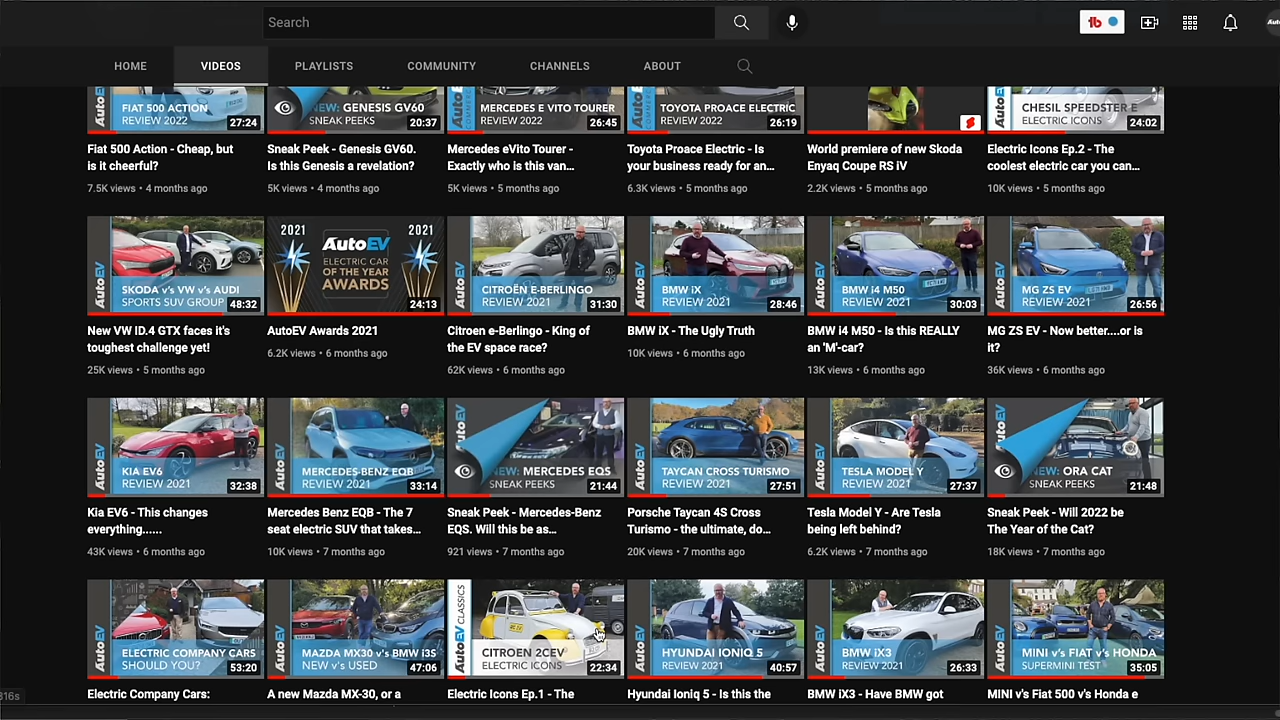 Search
HOME
VIDEOS
PLAYLISTS
COMMUNITY
CHANNELS
ABOUT
FIAT 500 ACTION
REVIEW 2022
27:24
NEW: GENESIS GV60
SNEAK PEEKS
20:37
MERCEDES E VITO TOURER
REVIEW 2022
26:45
TOYOTA PROACE ELECTRIC
REVIEW 2022
26:19
CHESIL SPEEDSTER E
ELECTRIC ICONS
24:02
Fiat 500 Action - Cheap, but
is it cheerful?
7.5K views • 4 months ago
Sneak Peek - Genesis GV60.
Is this Genesis a revelation?
5K views • 4 months ago
Mercedes eVito Tourer -
Exactly who is this van...
5K views • 5 months ago
Toyota Proace Electric - Is
your business ready for an...
6.3K views • 5 months ago
World premiere of new Skoda
Enyaq Coupe RS iV
2.2K views • 5 months ago
Electric Icons Ep.2 - The
coolest electric car you can...
10K views • 5 months ago
AutoEV
SKODA v's VW v's AUDI
SPORTS SUV GROUP
48:32
2021
AutoEV
ELECTRIC CAR
OF THE YEAR
AWARDS
2021
24:13
AutoEV
CITROËN E-BERLINGO
REVIEW 2021
31:30
AutoEV
BMW iX
REVIEW 2021
28:46
AutoEV
BMW i4 M50
REVIEW 2021
30:03
AutoEV
MG ZS EV
REVIEW 2021
26:56
New VW ID.4 GTX faces it's
toughest challenge yet!
25K views • 5 months ago
AutoEV Awards 2021
6.2K views • 6 months ago
Citroen e-Berlingo - King of
the EV space race?
62K views • 6 months ago
BMW iX - The Ugly Truth
10K views • 6 months ago
BMW i4 M50 - Is this REALLY
an 'M'-car?
13K views • 6 months ago
MG ZS EV - Now better....or is
it?
36K views • 6 months ago
AutoEV
KIA EV6
REVIEW 2021
32:38
AutoEV
MERCEDES-BENZ EQB
REVIEW 2021
33:14
AutoEV
NEW: MERCEDES EQS
SNEAK PEEKS
21:44
AutoEV
TAYCAN CROSS TURISMO
REVIEW 2021
27:51
AutoEV
TESLA MODEL Y
REVIEW 2021
27:37
AutoEV
NEW: ORA CAT
SNEAK PEEKS
21:48
Kia EV6 - This changes
everything......
43K views • 6 months ago
Mercedes Benz EQB - The 7
seat electric SUV that takes...
10K views • 7 months ago
Sneak Peek - Mercedes-Benz
EQS. Will this be as...
921 views • 7 months ago
Porsche Taycan 4S Cross
Turismo - the ultimate, do...
20K views • 7 months ago
Tesla Model Y - Are Tesla
being left behind?
6.2K views • 7 months ago
Sneak Peek - Will 2022 be
The Year of the Cat?
18K views • 7 months ago
AutoEV
ELECTRIC COMPANY CARS
SHOULD YOU?
53:20
AutoEV
MAZDA MX30 v's BMW i3S
NEW v's USED
47:06
AutoEV CLASSICS
CITROEN 2CEV
ELECTRIC ICONS
22:34
AutoEV
HYUNDAI IONIQ 5
REVIEW 2021
40:57
AutoEV
BMW iX3
REVIEW 2021
26:33
AutoEV
MINI v's FIAT v's HONDA
SUPERMINI TEST
35:05
Electric Company Cars:
A new Mazda MX-30, or a
Electric Icons Ep.1 - The
Hyundai Ioniq 5 - Is this the
BMW iX3 - Have BMW got
MINI v's Fiat 500 v's Honda e